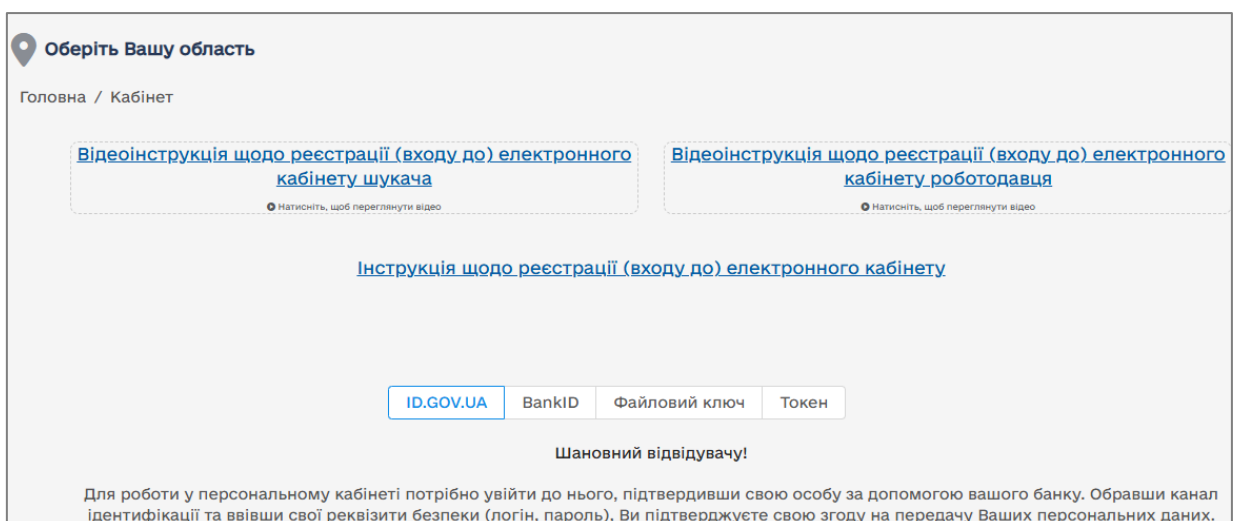 Оберіть Вашу область
Головна / Кабінет
Відеоінструкція щодо реєстрації (входу до) електронного
кабінету шукача
Натисніть, щоб переглянути відео
Відеоінструкція щодо реєстрації (входу до) електронного
кабінету роботодавця
Натисніть, щоб переглянути відео
Інструкція щодо реєстрації (входу до) електронного кабінету
ID.GOV.UA BankID Файловий ключ Токен
Шановний відвідувачу!
Для роботи у персональному кабінеті потрібно увійти до нього, підтвердивши свою особу за допомогою вашого банку. Обравши канал
ідентифікації та ввівши свої реквізити безпеки (логін, пароль), Ви підтверджуєте свою згоду на передачу Ваших персональних даних.